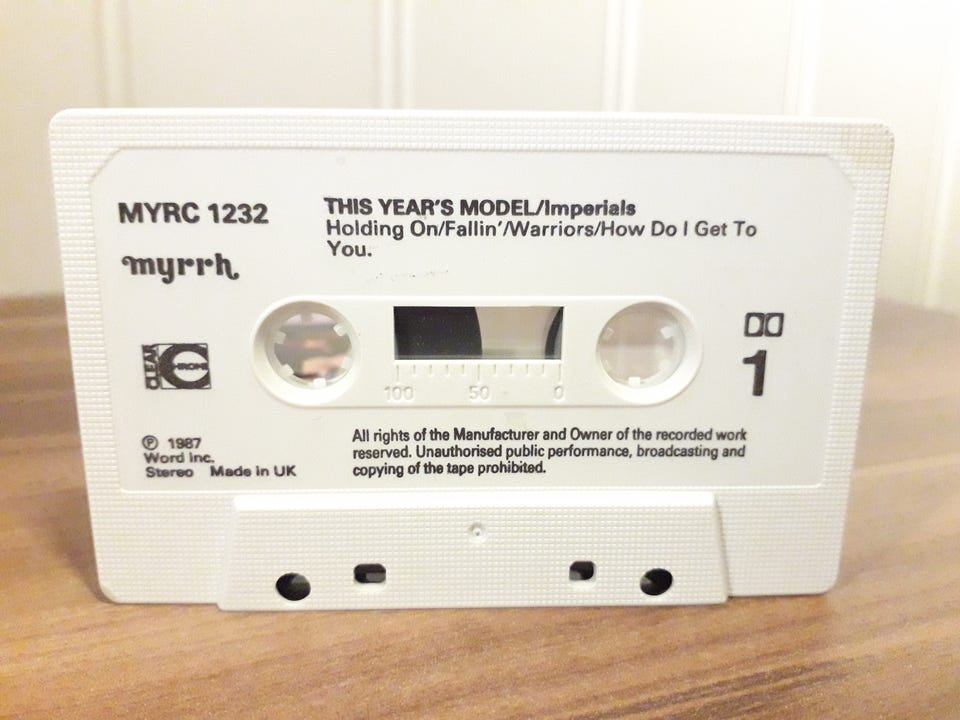 MYRC 1232
myrrh
THIS YEAR'S MODEL/Imperials
Holding On/Fallin'/Warriors/How Do I Get To
You.
CLEAR
CHROME
100 50 0
1
℗ 1987
Word inc.
Stereo Made in UK
All rights of the Manufacturer and Owner of the recorded work
reserved. Unauthorised public performance, broadcasting and
copying of the tape prohibited.